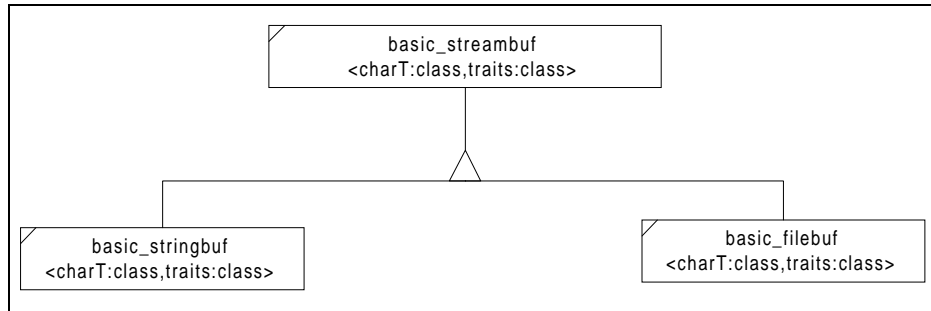 basic_streambuf
<charT:class,traits:class>
basic_stringbuf
<charT:class,traits:class>
basic_filebuf
<charT:class,traits:class>